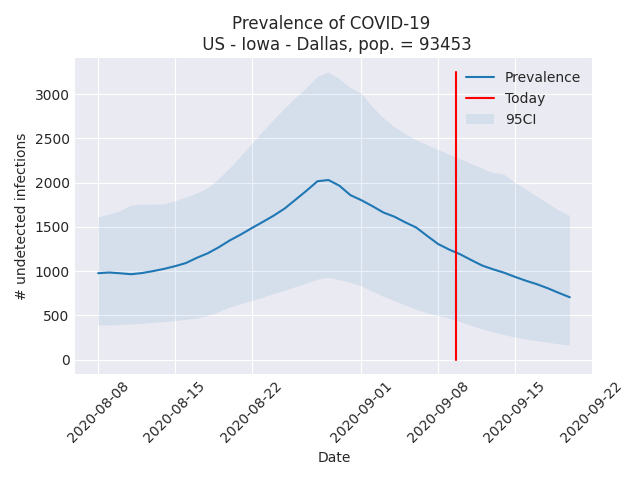 Prevalence of COVID-19
US - Iowa - Dallas, pop. = 93453
Prevalence
Today
95CI
# undetected infections
3000
2500
2000
1500
1000
500
0
2020-08-08
2020-08-15
2020-08-22
2020-09-01
2020-09-08
2020-09-15
2020-09-22
Date